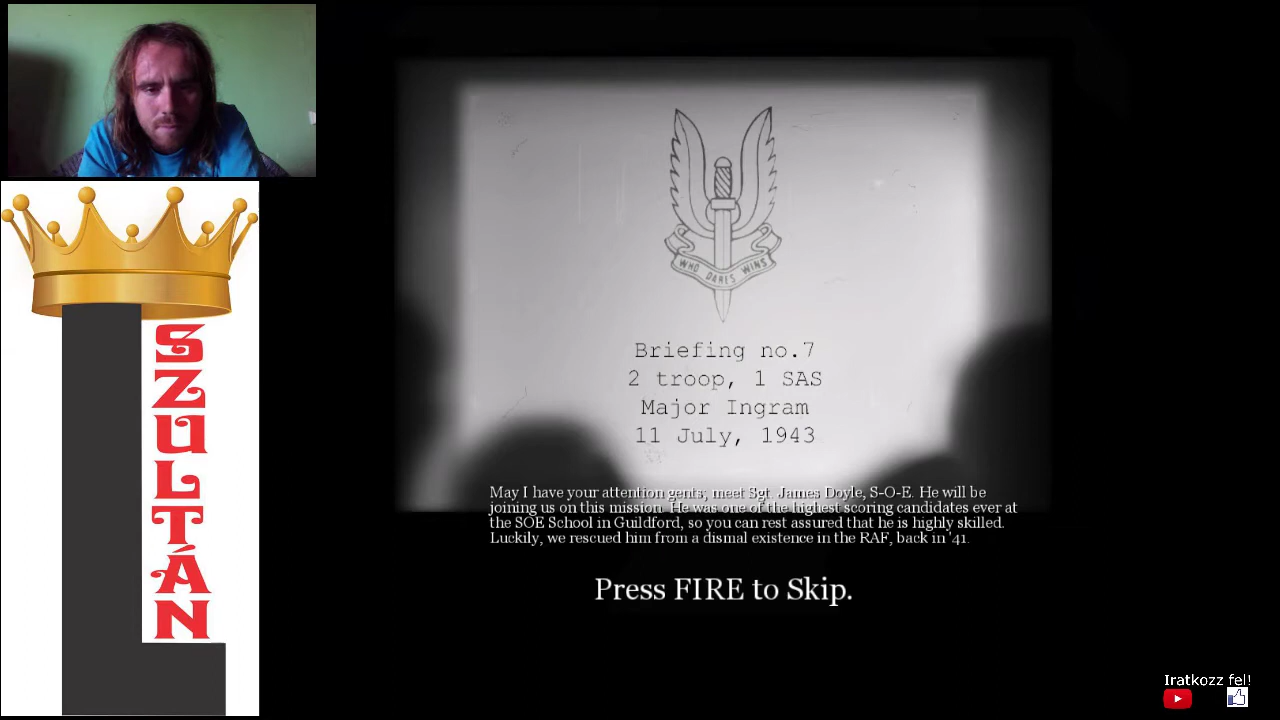 SZULTÁN
WHO DARES WINS
Briefing no.7
2 troop, 1 SAS
Major Ingram
11 July, 1943
May I have your attention gents; meet Sgt. James Doyle, S-O-E. He will be
joining us on this mission. He was one of the highest scoring candidates ever at
the SOE School in Guildford, so you can rest assured that he is highly skilled.
Luckily, we rescued him from a dismal existence in the RAF, back in '41.
Press FIRE to Skip.
Iratkozz fel!